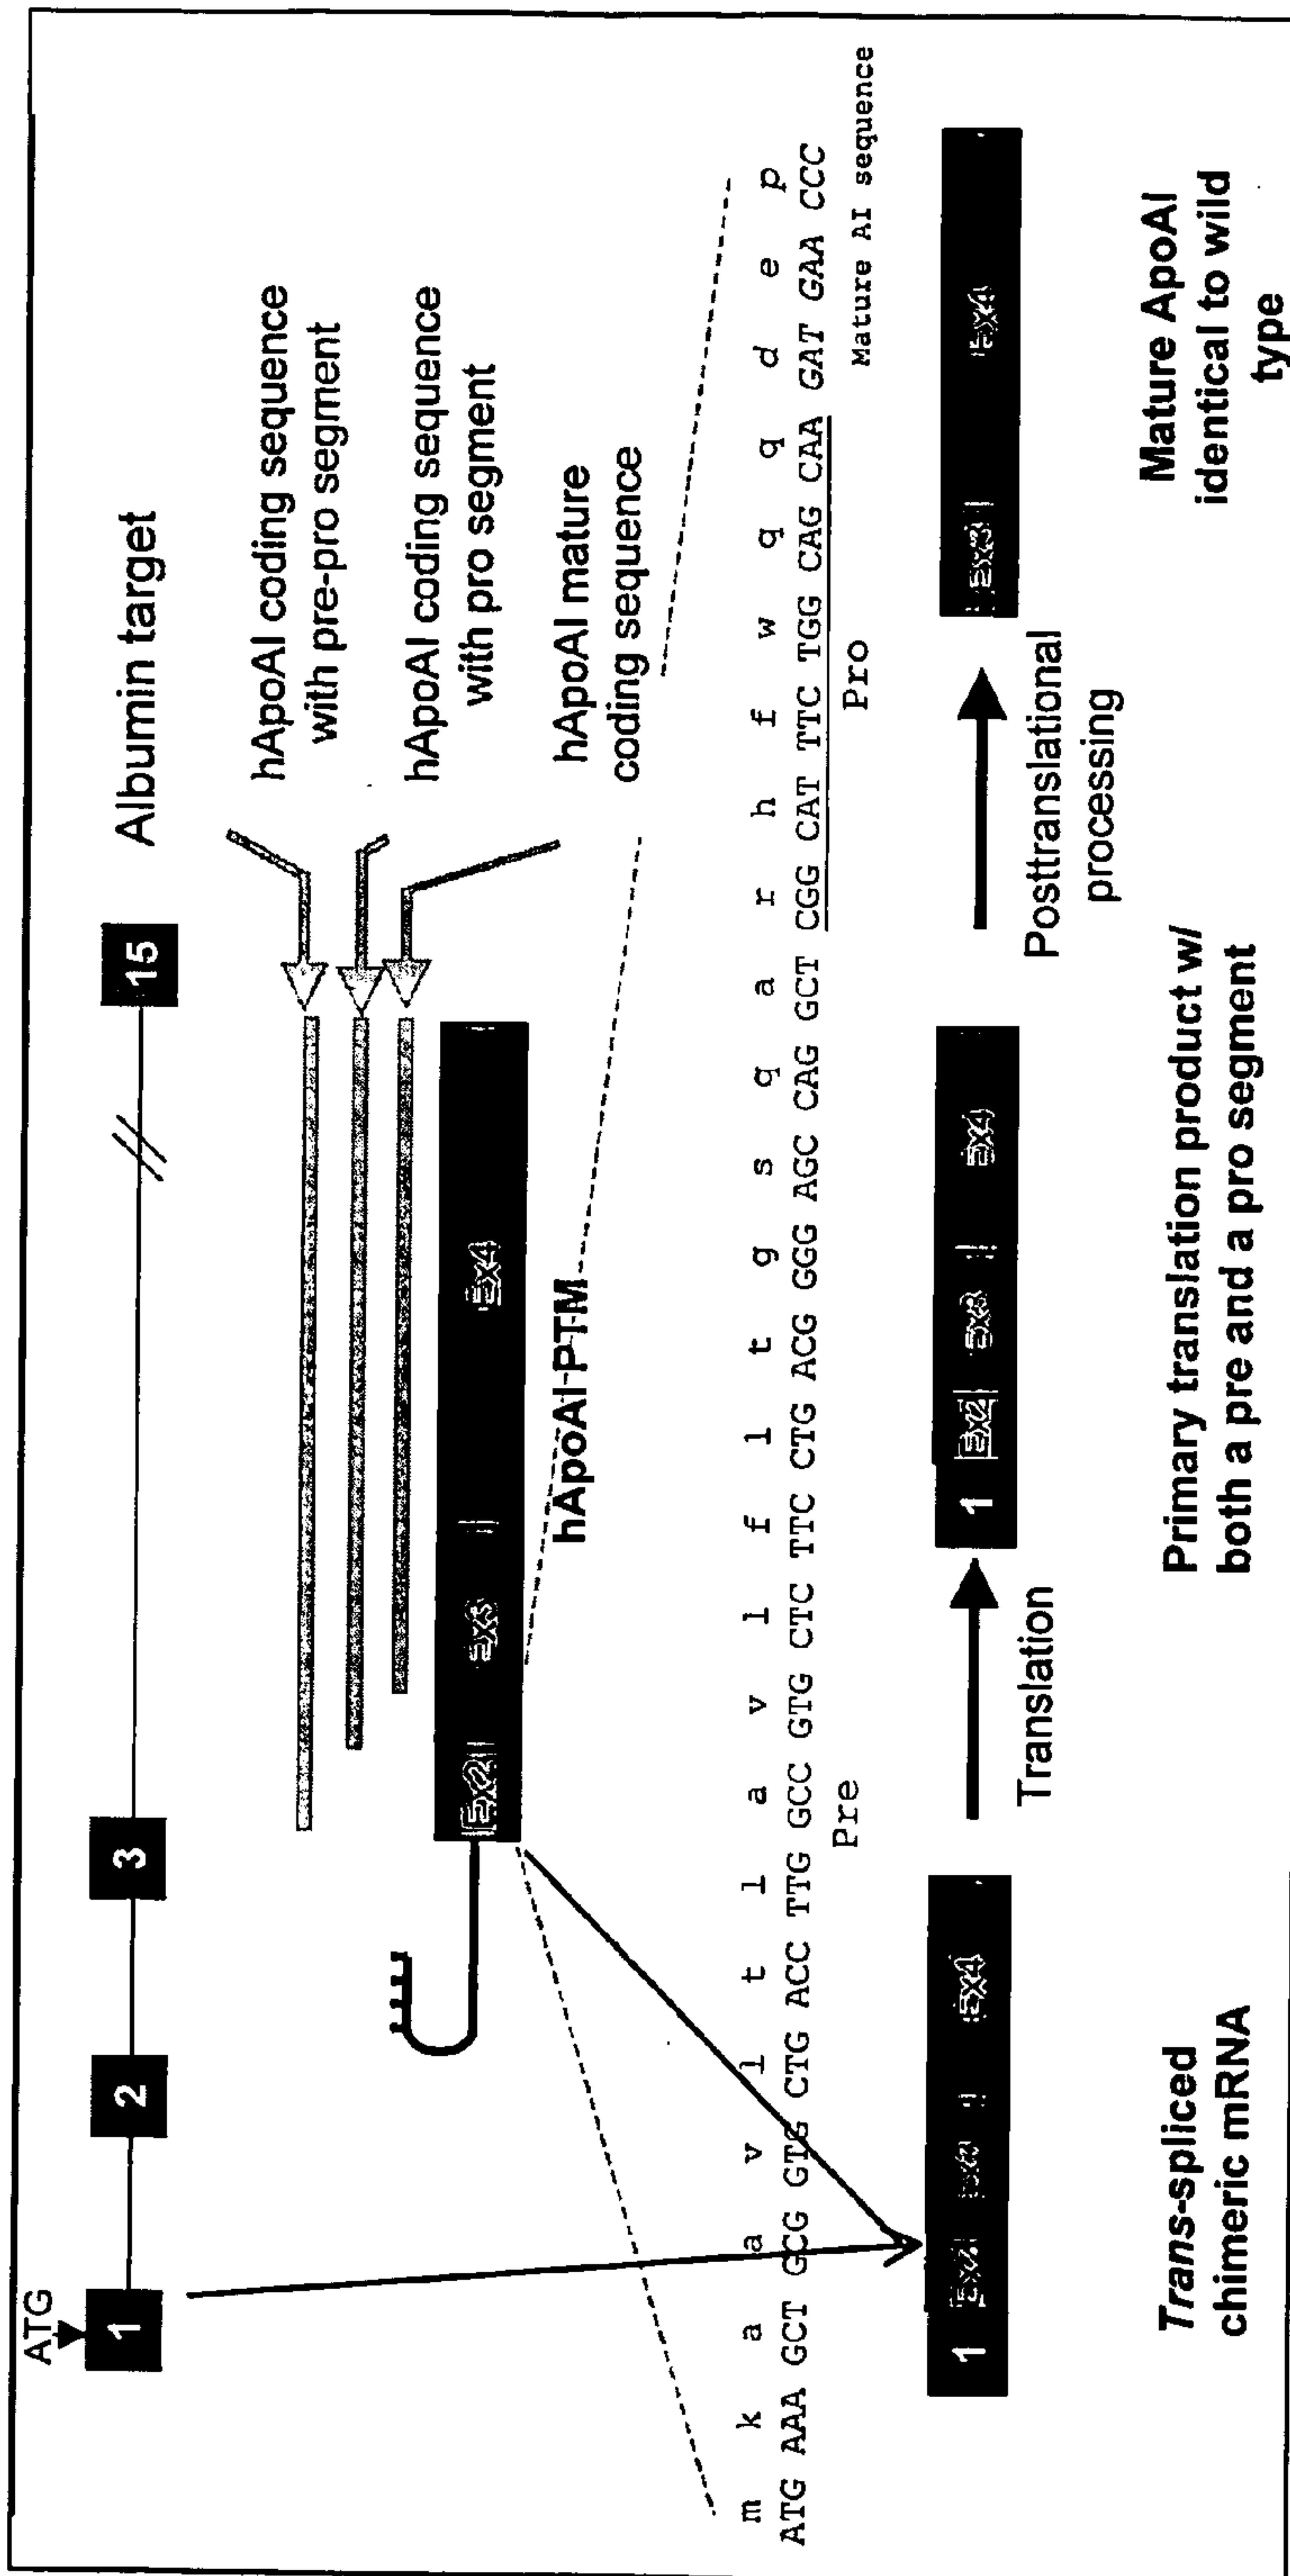 ATG
1 2 3 15 Albumin target
hApoAI coding sequence
with pre-pro segment
hApoAI coding sequence
with pro segment
hApoAI mature
coding sequence
Ex2 Ex3 Ex4
hApoAI-PTM
m k a a v l t l a v l f l t g s q a r h f w q q d e p
ATG AAA GCT GCG GTG CTG ACC TTG GCC GTG CTC TTC CTG ACG GGG AGC CAG GCT CGG CAT TTC TGG CAG CAA GAT GAA CCC
Pre Pro Mature AI sequence
1 Ex2 Ex4
Translation
1 Ex2 Ex3 Ex4
Posttranslational
processing
Ex3 Ex4
Trans-spliced
chimeric mRNA
Primary translation product w/
both a pre and a pro segment
Mature ApoAI
identical to wild
type